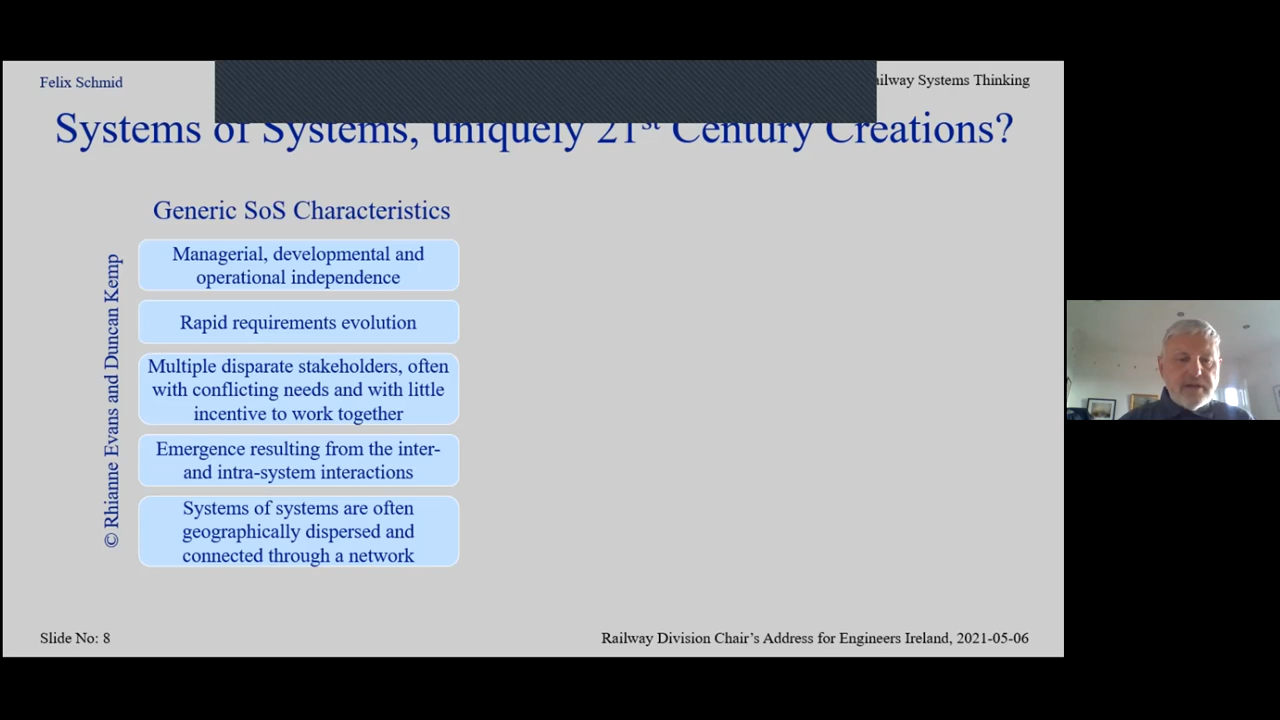 Felix Schmid
Railway Systems Thinking
Systems of Systems, uniquely 21st Century Creations?
Generic SoS Characteristics
Managerial, developmental and
operational independence
Rapid requirements evolution
Multiple disparate stakeholders, often
with conflicting needs and with little
incentive to work together
Emergence resulting from the inter-
and intra-system interactions
Systems of systems are often
geographically dispersed and
connected through a network
© Rhianne Evans and Duncan Kemp
Slide No: 8
Railway Division Chair's Address for Engineers Ireland, 2021-05-06